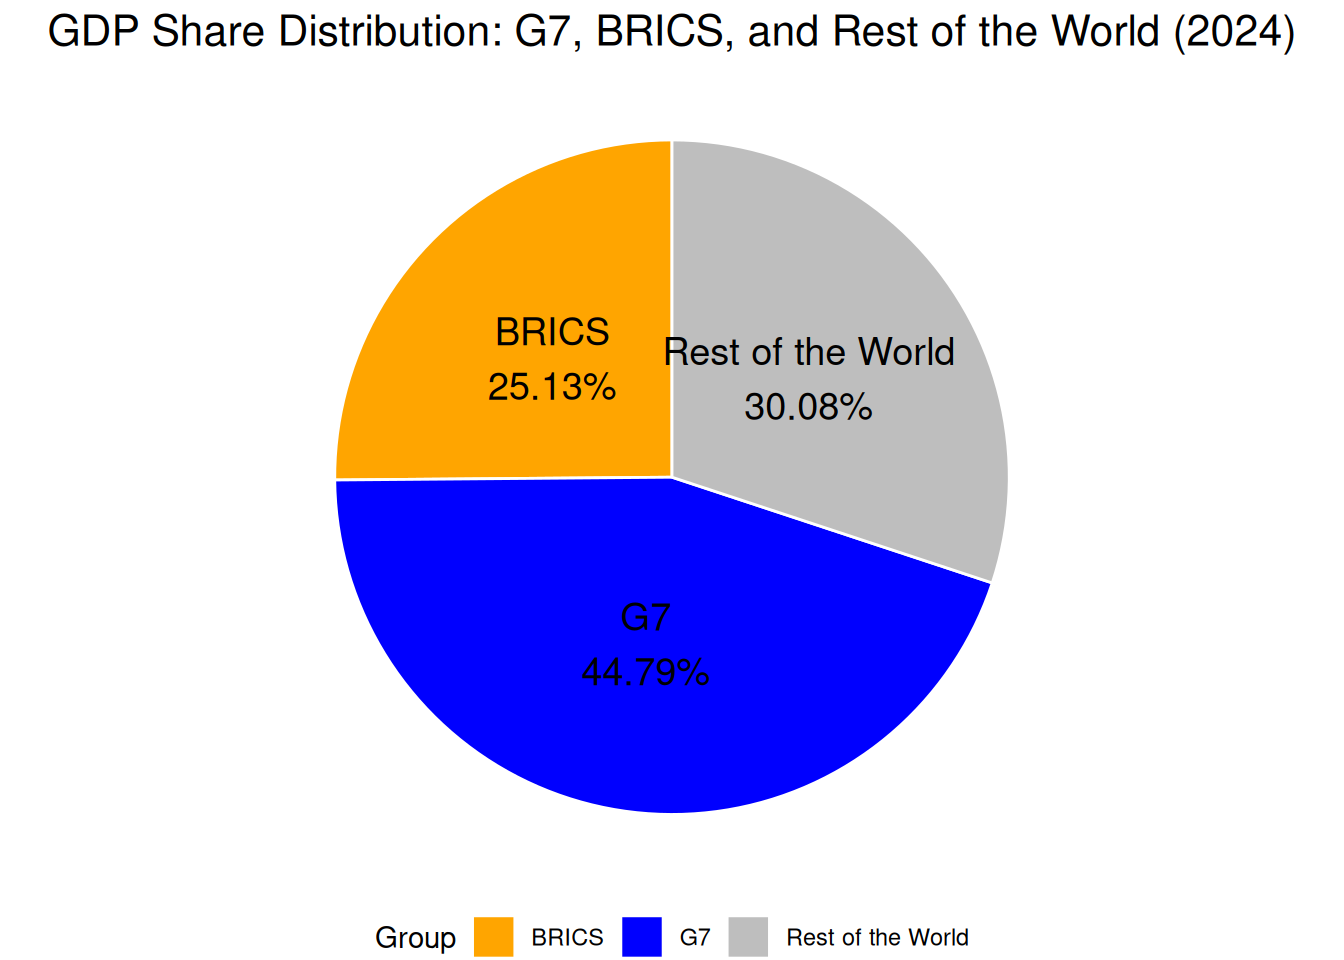 GDP Share Distribution: G7, BRICS, and Rest of the World (2024)
BRICS
25.13%
Rest of the World
30.08%
G7
44.79%
Group BRICS G7 Rest of the World